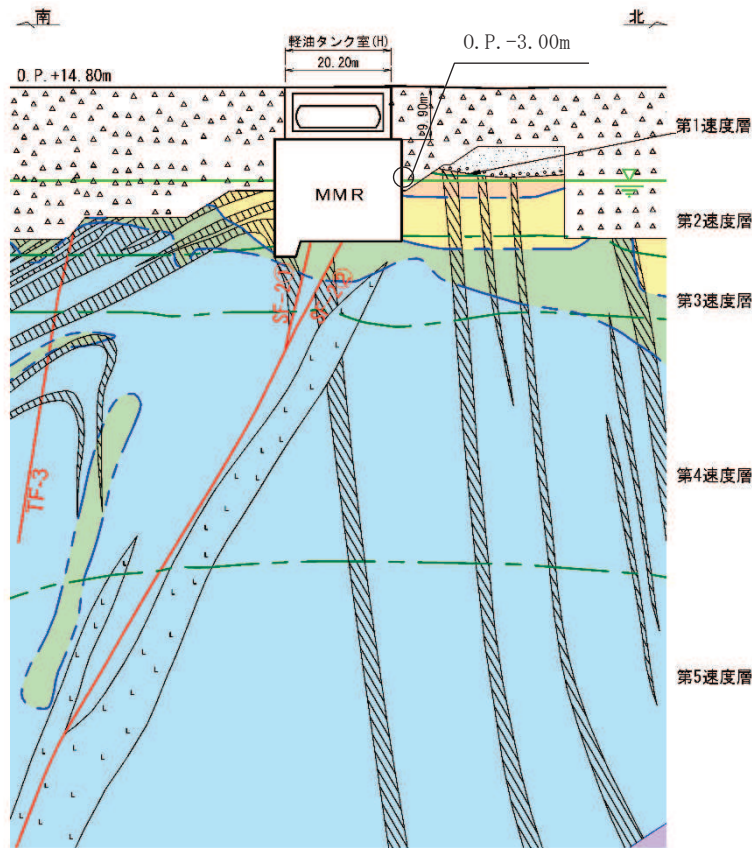 南
北
軽油タンク室(H)
20.20m
O.P.-3.00m
O.P.+14.80m
9.90m
第1速度層
MMR
第2速度層
第3速度層
第4速度層
TF-3
第5速度層